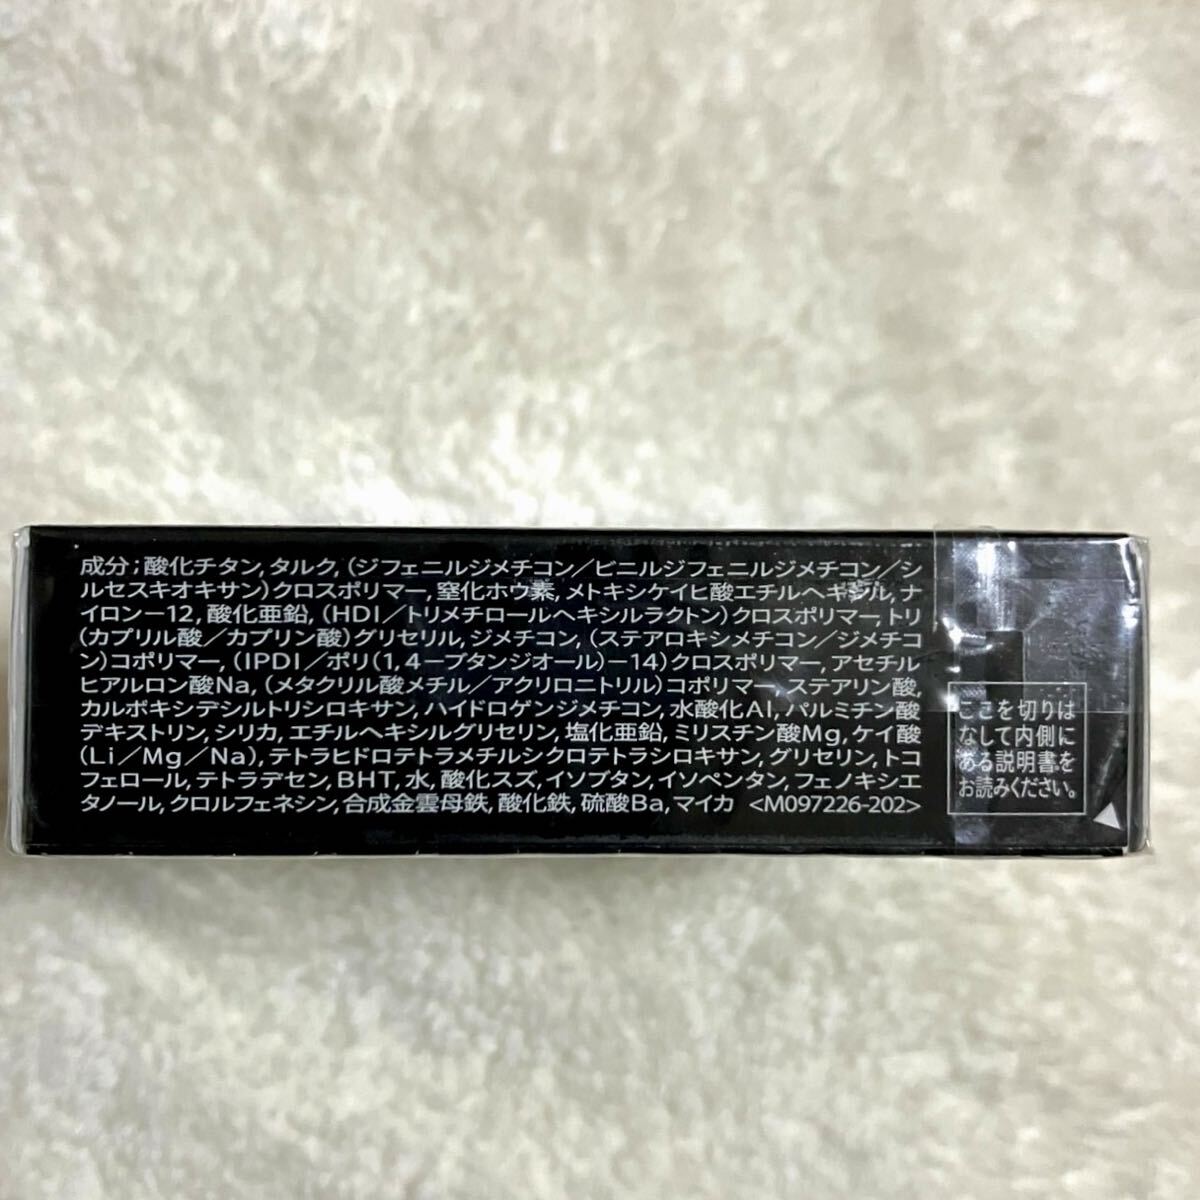 成分；酸化チタン，タルク，（ジフェニルジメチコン／ビニルジフェニルジメチコン／シ
ルセスキオキサン）クロスポリマー，窒化ホウ素，メトキシケイヒ酸エチルヘキシル，ナ
イロンー12，酸化亜鉛，（HDI／トリメチロールヘキシルラクトン）クロスポリマー，トリ
（カプリル酸／カプリン酸）グリセリル，ジメチコン，（ステアロキシメチコン／ジメチコ
ン）コポリマー，（IPDI／ポリ（1，4ーブタンジオール）ー14）クロスポリマー，アセチル
ヒアルロン酸Na，（メタクリル酸メチル／アクリロニトリル）コポリマー，ステアリン酸，
カルボキシデシルトリシロキサン，ハイドロゲンジメチコン，水酸化Al，パルミチン酸
デキストリン，シリカ，エチルヘキシルグリセリン，塩化亜鉛，ミリスチン酸Mg，ケイ酸
（Li／Mg／Na），テトラヒドロテトラメチルシクロテトラシロキサン，グリセリン，トコ
フェロール，テトラデセン，BHT，水，酸化スズ，イソブタン，イソペンタン，フェノキシエ
タノール，クロルフェネシン，合成金雲母鉄，酸化鉄，硫酸Ba，マイカ <M097226-202>
ここを切りは
なして内側に
ある説明書を
お読みください。